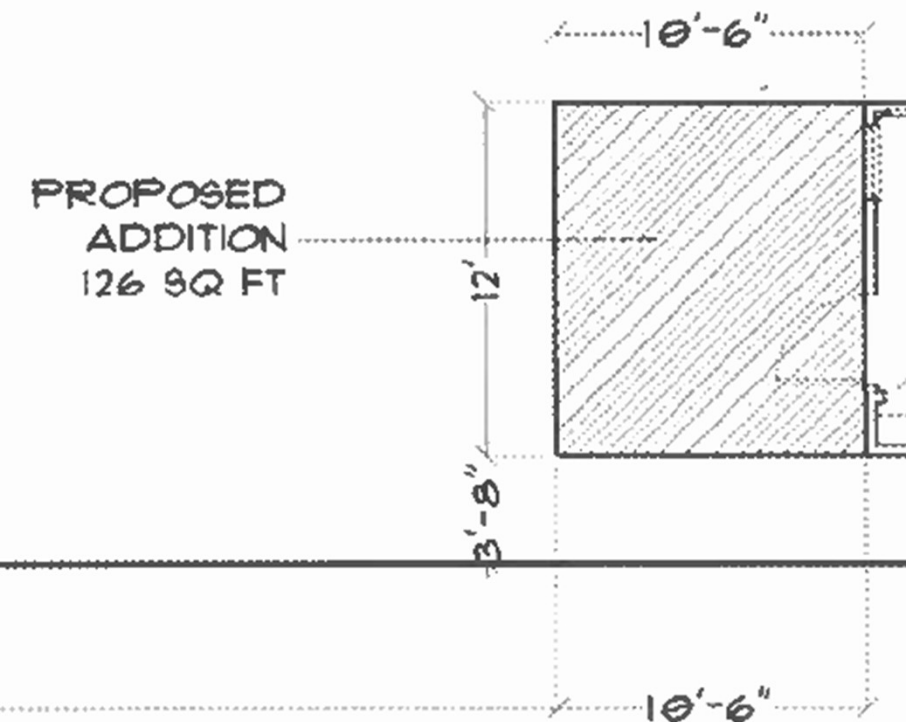 10'-6"
PROPOSED
ADDITION
126 SQ FT
12'
3'-8"
10'-6"